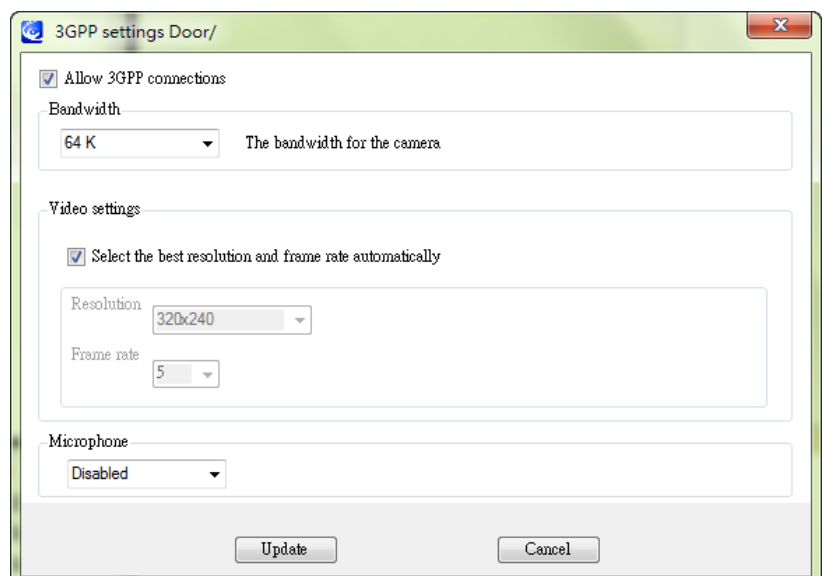 3GPP settings Door/
Allow 3GPP connections
Bandwidth
64 K The bandwidth for the camera
Video settings
Select the best resolution and frame rate automatically
Resolution
320x240
Frame rate
5
Microphone
Disabled
Update Cancel